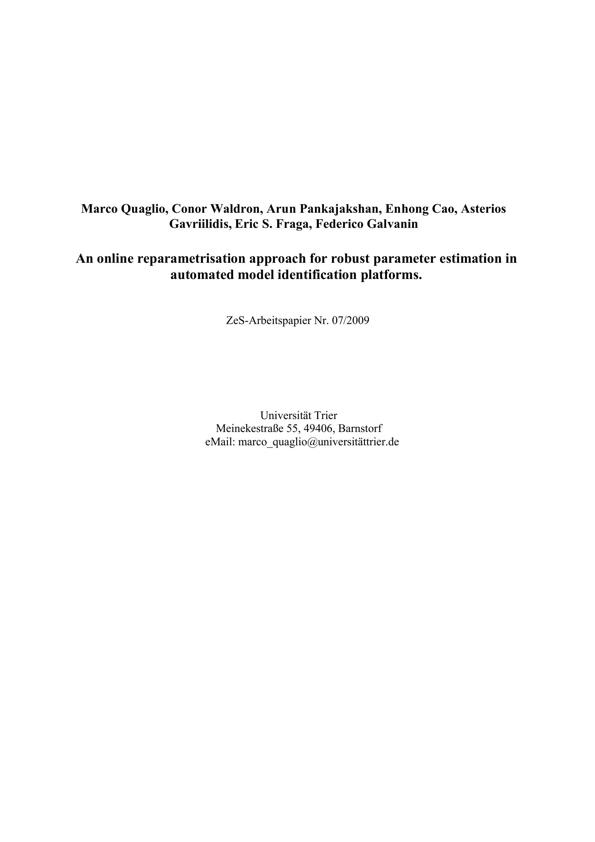 Marco Quaglio, Conor Waldron, Arun Pankajakshan, Enhong Cao, Asterios
Gavriilidis, Eric S. Fraga, Federico Galvanin
An online reparametrisation approach for robust parameter estimation in
automated model identification platforms.
ZeS-Arbeitspapier Nr. 07/2009
Universität Trier
Meinekestraße 55, 49406, Barnstorf
eMail: marco_quaglio@universitättrier.de